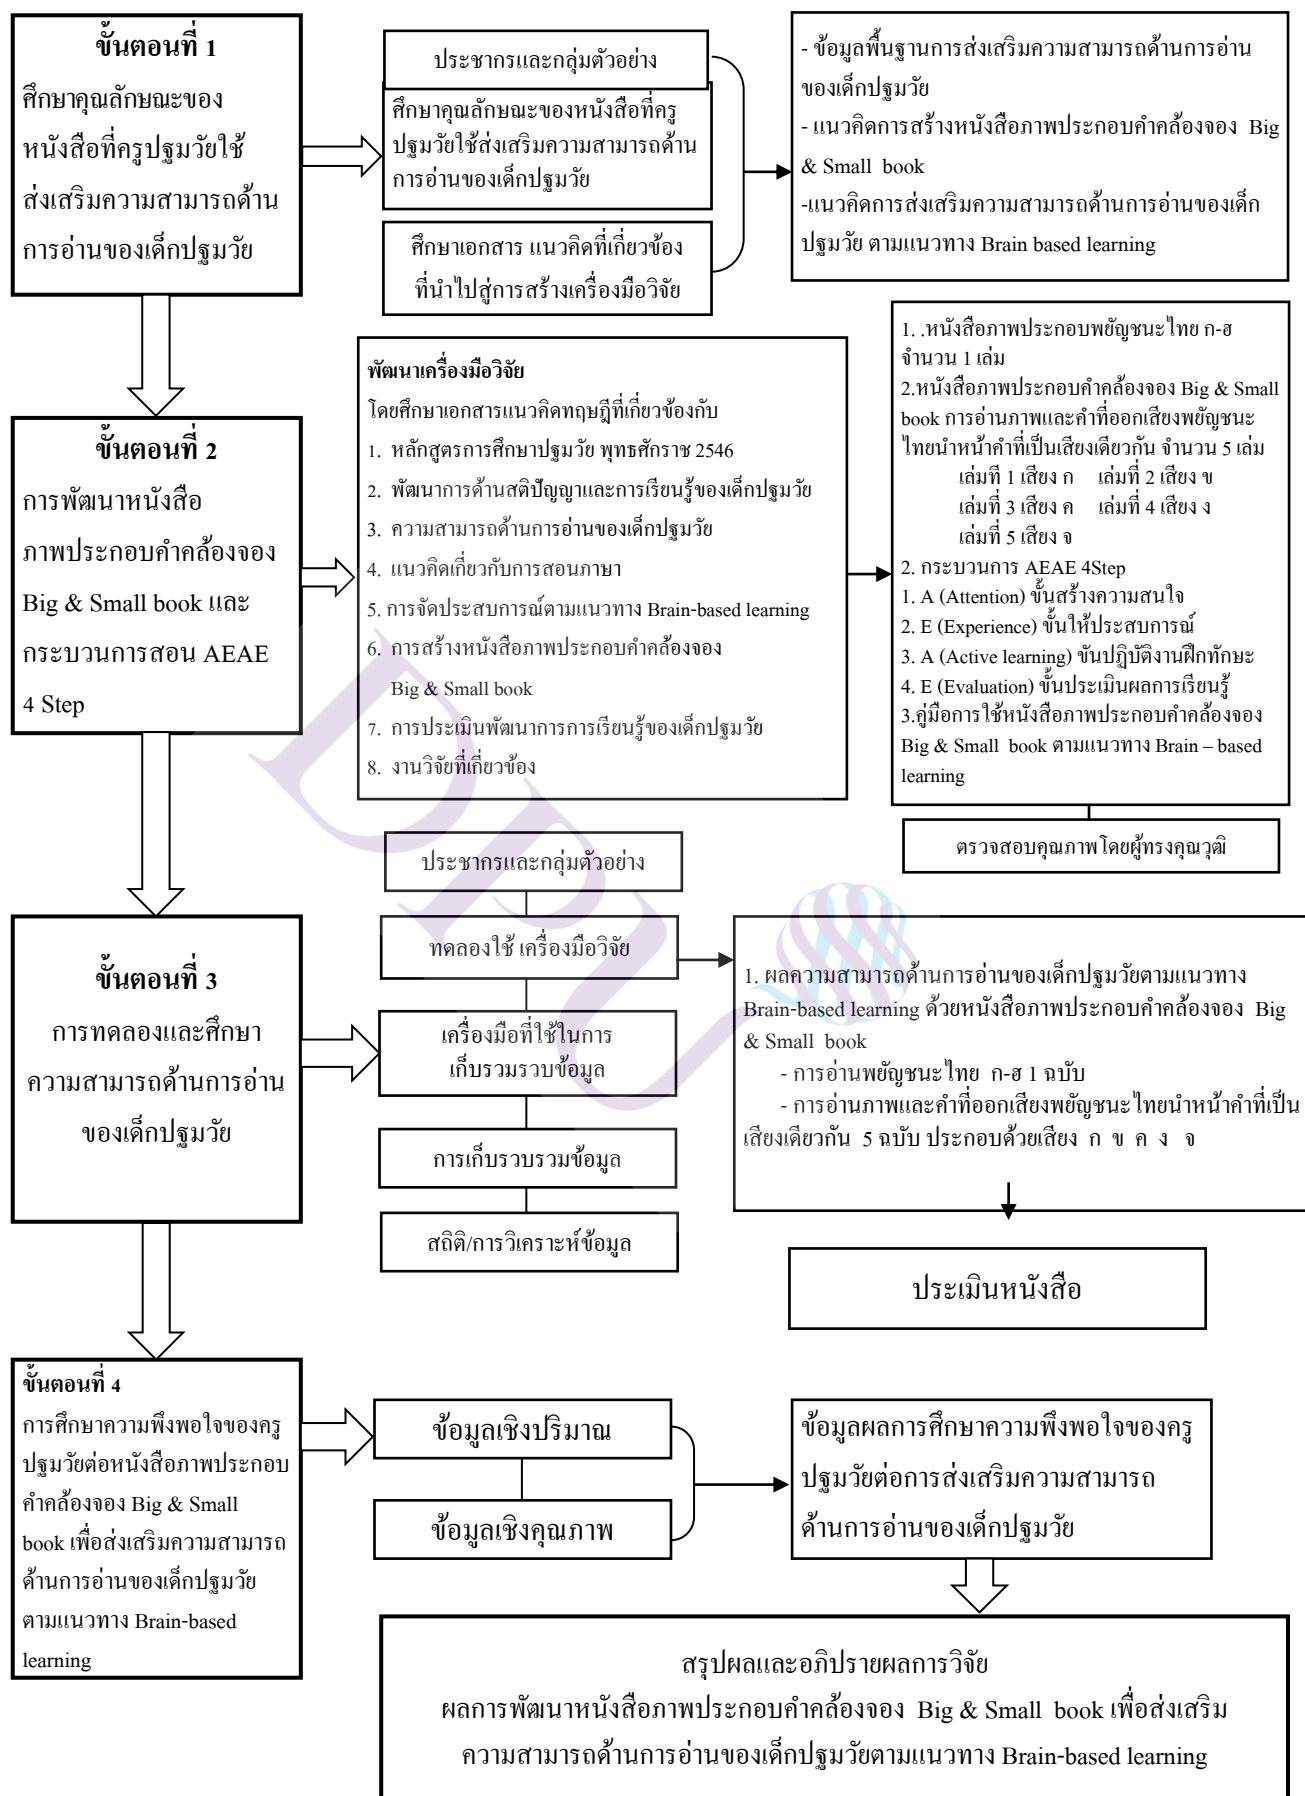 ขั้นตอนที่ 1
ศึกษาคุณลักษณะของ
หนังสือที่ครูปฐมวัยใช้
ส่งเสริมความสามารถด้าน
การอ่านของเด็กปฐมวัย
ประชากรและกลุ่มตัวอย่าง
ศึกษาคุณลักษณะของหนังสือที่ครู
ปฐมวัยใช้ส่งเสริมความสามารถด้าน
การอ่านของเด็กปฐมวัย
ศึกษาเอกสาร แนวคิดที่เกี่ยวข้อง
ที่นำไปสู่การสร้างเครื่องมือวิจัย
- ข้อมูลพื้นฐานการส่งเสริมความสามารถด้านการอ่าน
ของเด็กปฐมวัย
- แนวคิดการสร้างหนังสือภาพประกอบคำคล้องจอง Big
& Small book
-แนวคิดการส่งเสริมความสามารถด้านการอ่านของเด็ก
ปฐมวัย ตามแนวทาง Brain based learning
ขั้นตอนที่ 2
การพัฒนาหนังสือ
ภาพประกอบคำคล้องจอง
Big & Small book และ
กระบวนการสอน AEAE
4 Step
พัฒนาเครื่องมือวิจัย
โดยศึกษาเอกสารแนวคิดทฤษฎีที่เกี่ยวข้องกับ
1. หลักสูตรการศึกษาปฐมวัย พุทธศักราช 2546
2. พัฒนาการด้านสติปัญญาและการเรียนรู้ของเด็กปฐมวัย
3. ความสามารถด้านการอ่านของเด็กปฐมวัย
4. แนวคิดเกี่ยวกับการสอนภาษา
5. การจัดประสบการณ์ตามแนวทาง Brain-based learning
6. การสร้างหนังสือภาพประกอบคำคล้องจอง
Big & Small book
7. การประเมินพัฒนาการการเรียนรู้ของเด็กปฐมวัย
8. งานวิจัยที่เกี่ยวข้อง
1. .หนังสือภาพประกอบพยัญชนะไทย ก-ฮ
จำนวน 1 เล่ม
2.หนังสือภาพประกอบคำคล้องจอง Big & Small
book การอ่านภาพและคำที่ออกเสียงพยัญชนะ
ไทยนำหน้าคำที่เป็นเสียงเดียวกัน จำนวน 5 เล่ม
เล่มที 1 เสียง ก เล่มที่ 2 เสียง ข
เล่มที่ 3 เสียง ค เล่มที่ 4 เสียง ง
เล่มที่ 5 เสียง จ
2. กระบวนการ AEAE 4Step
1. A (Attention) ขั้นสร้างความสนใจ
2. E (Experience) ขั้นให้ประสบการณ์
3. A (Active learning) ขันปฏิบัติงานฝึกทักษะ
4. E (Evaluation) ขั้นประเมินผลการเรียนรู้
3.คู่มือการใช้หนังสือภาพประกอบคำคล้องจอง
Big & Small book ตามแนวทาง Brain – based
learning
ตรวจสอบคุณภาพโดยผู้ทรงคุณวุฒิ
ขั้นตอนที่ 3
การทดลองและศึกษา
ความสามารถด้านการอ่าน
ของเด็กปฐมวัย
ประชากรและกลุ่มตัวอย่าง
ทดลองใช้ เครื่องมือวิจัย
เครื่องมือที่ใช้ในการ
เก็บรวมรวบข้อมูล
การเก็บรวบรวมข้อมูล
สถิติ/การวิเคราะห์ข้อมูล
1. ผลความสามารถด้านการอ่านของเด็กปฐมวัยตามแนวทาง
Brain-based learning ด้วยหนังสือภาพประกอบคำคล้องจอง Big
& Small book
- การอ่านพยัญชนะไทย ก-ฮ 1 ฉบับ
- การอ่านภาพและคำที่ออกเสียงพยัญชนะไทยนำหน้าคำที่เป็น
เสียงเดียวกัน 5 ฉบับ ประกอบด้วยเสียง ก ข ค ง จ
ประเมินหนังสือ
ขั้นตอนที่ 4
การศึกษาความพึงพอใจของครู
ปฐมวัยต่อหนังสือภาพประกอบ
คำคล้องจอง Big & Small
book เพื่อส่งเสริมความสามารถ
ด้านการอ่านของเด็กปฐมวัย
ตามแนวทาง Brain-based
learning
ข้อมูลเชิงปริมาณ
ข้อมูลเชิงคุณภาพ
ข้อมูลผลการศึกษาความพึงพอใจของครู
ปฐมวัยต่อการส่งเสริมความสามารถ
ด้านการอ่านของเด็กปฐมวัย
สรุปผลและอภิปรายผลการวิจัย
ผลการพัฒนาหนังสือภาพประกอบคำคล้องจอง Big & Small book เพื่อส่งเสริม
ความสามารถด้านการอ่านของเด็กปฐมวัยตามแนวทาง Brain-based learning
DPU